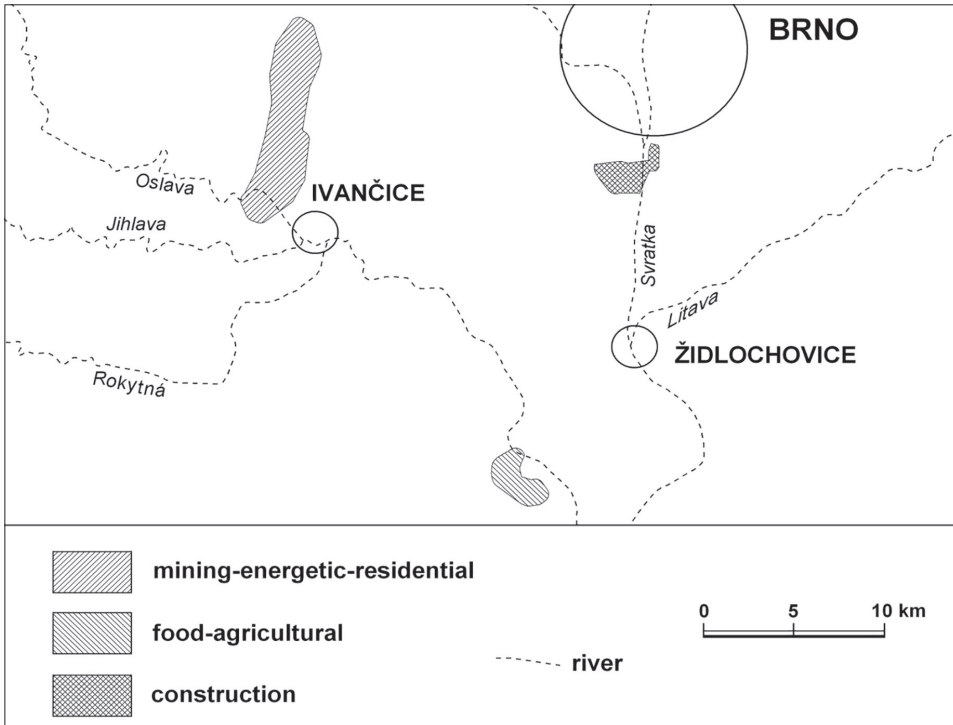 BRNO
Oslava
IVANČICE
Jihlava
Svratka
Litava
ŽIDLOCHOVICE
Rokytná
mining-energetic-residential
0 5 10 km
food-agricultural
river
construction